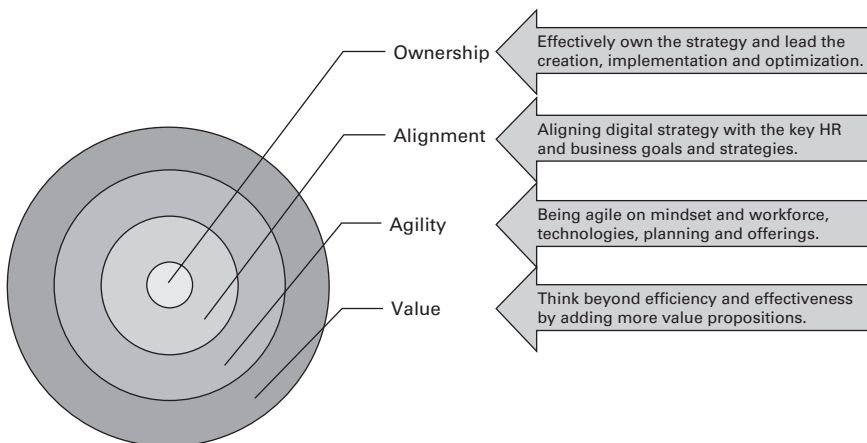 Ownership
Effectively own the strategy and lead the
creation, implementation and optimization.
Alignment
Aligning digital strategy with the key HR
and business goals and strategies.
Agility
Being agile on mindset and workforce,
technologies, planning and offerings.
Value
Think beyond efficiency and effectiveness
by adding more value propositions.